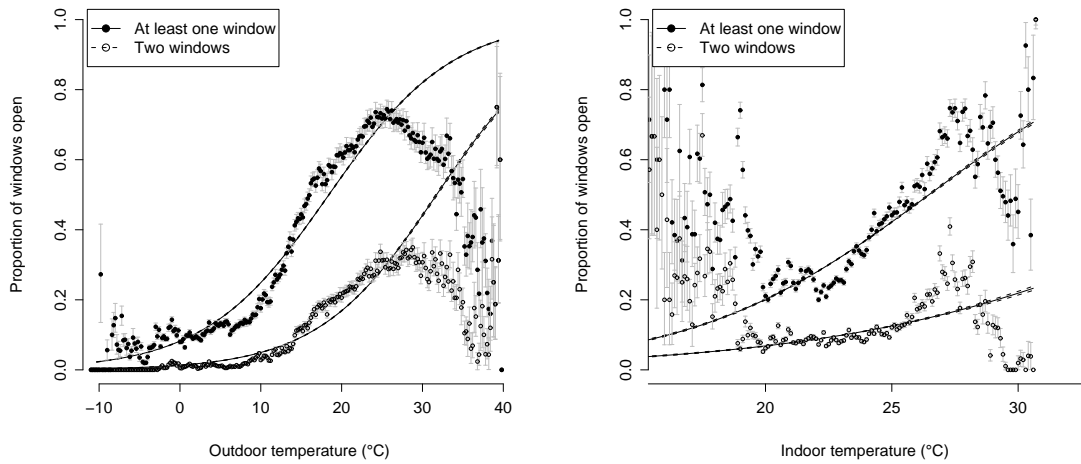 At least one window
Two windows
Proportion of windows open
1.0
0.8
0.6
0.4
0.2
0.0
−10 0 10 20 30 40
Outdoor temperature (°C)
At least one window
Two windows
Proportion of windows open
1.0
0.8
0.6
0.4
0.2
0.0
20 25 30
Indoor temperature (°C)